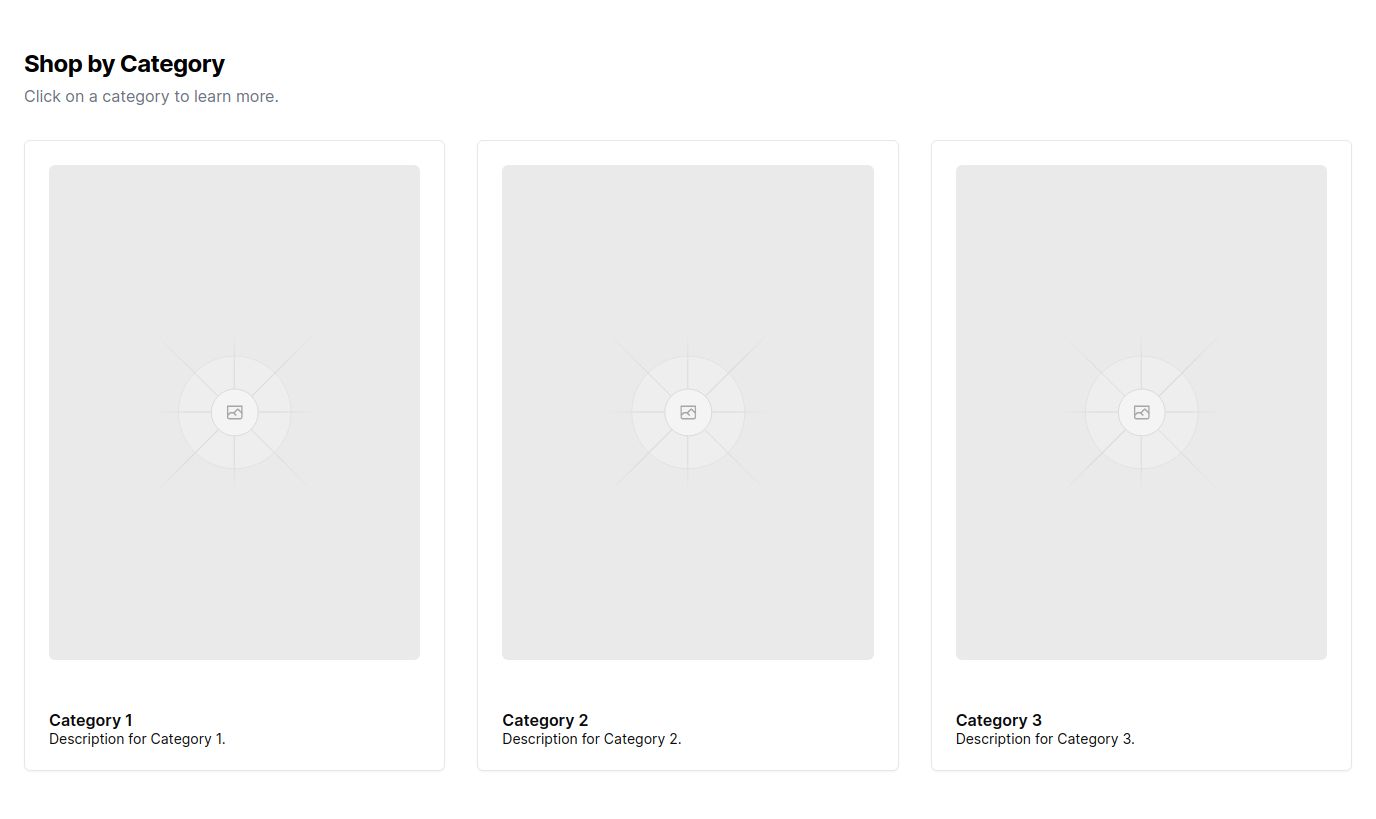 Shop by Category
Click on a category to learn more.
Category 1
Description for Category 1.
Category 2
Description for Category 2.
Category 3
Description for Category 3.